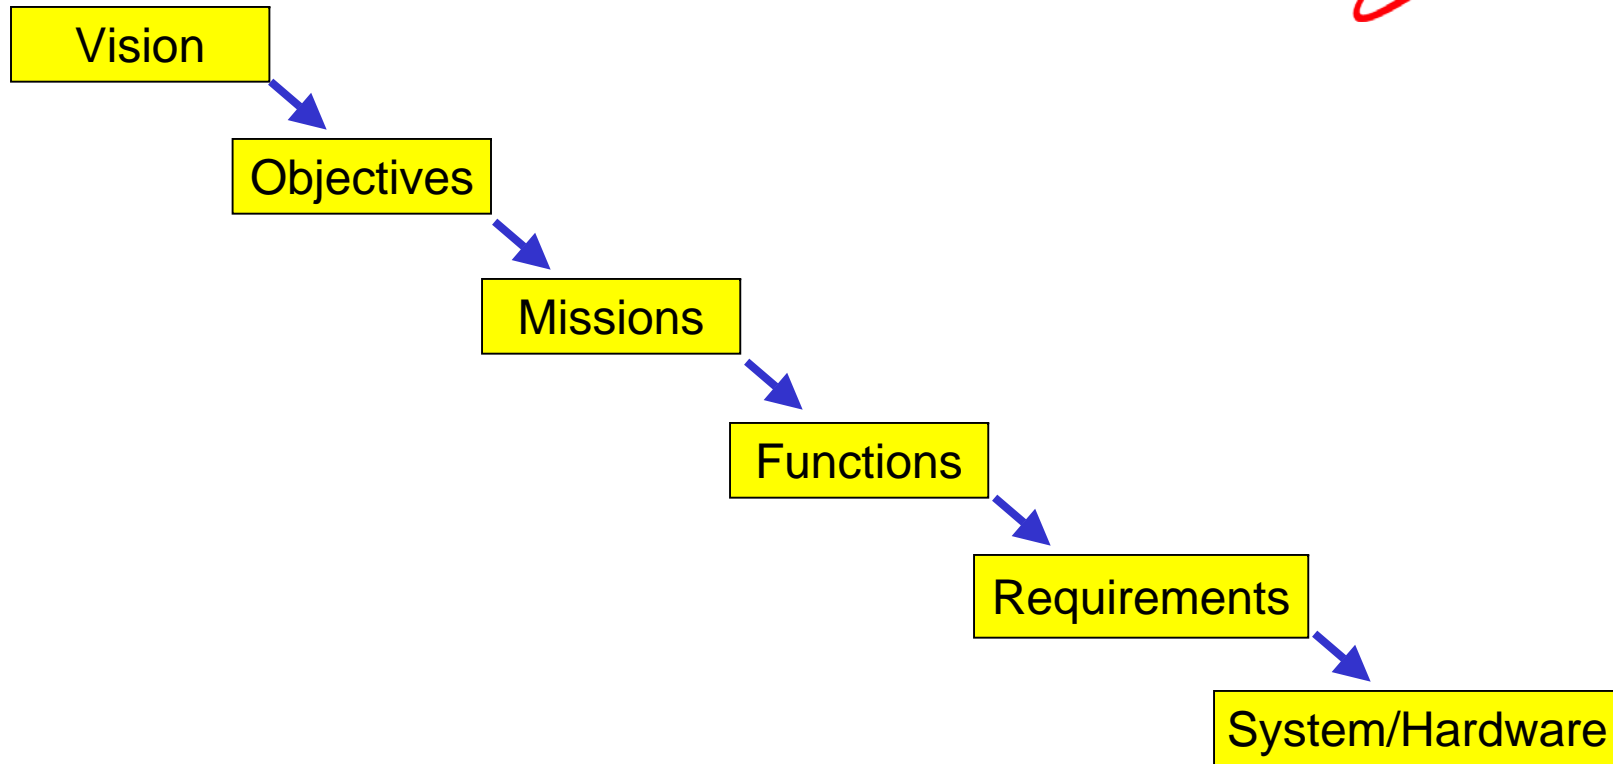 Vision
Objectives
Missions
Functions
Requirements
System/Hardware